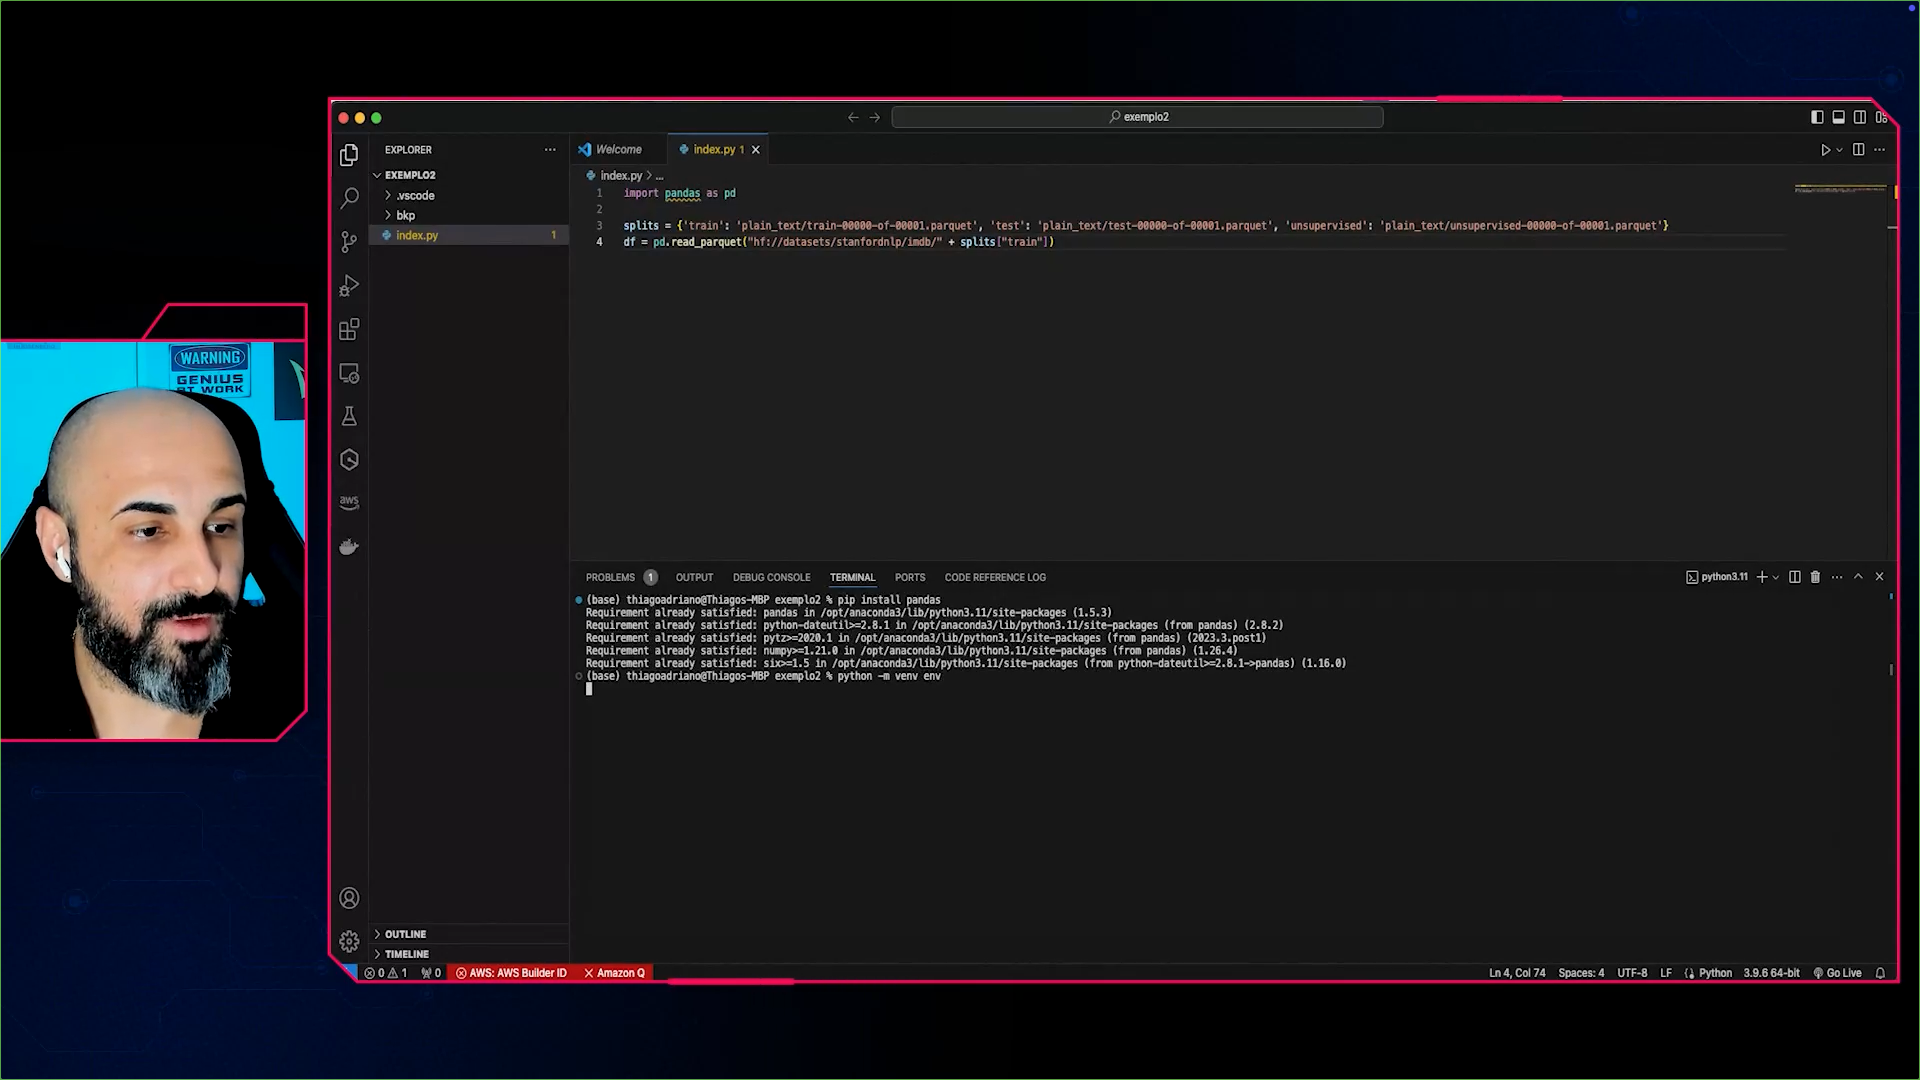 exemplo2
EXPLORER
Welcome
index.py 1
EXEMPLO2
index.py > ...
.vscode
bkp
index.py 1
1 import pandas as pd
2
3 splits = {'train': 'plain_text/train-00000-of-00001.parquet', 'test': 'plain_text/test-00000-of-00001.parquet', 'unsupervised': 'plain_text/unsupervised-00000-of-00001.parquet'}
4 df = pd.read_parquet("hf://datasets/stanfordnlp/imdb/" + splits["train"])
WARNING
GENIUS
AT WORK
aws
PROBLEMS 1 OUTPUT DEBUG CONSOLE TERMINAL PORTS CODE REFERENCE LOG
python3.11
(base) thiagoadriano@Thiagos-MBP exemplo2 % pip install pandas
Requirement already satisfied: pandas in /opt/anaconda3/lib/python3.11/site-packages (1.5.3)
Requirement already satisfied: python-dateutil>=2.8.1 in /opt/anaconda3/lib/python3.11/site-packages (from pandas) (2.8.2)
Requirement already satisfied: pytz>=2020.1 in /opt/anaconda3/lib/python3.11/site-packages (from pandas) (2023.3.post1)
Requirement already satisfied: numpy>=1.21.0 in /opt/anaconda3/lib/python3.11/site-packages (from pandas) (1.26.4)
Requirement already satisfied: six>=1.5 in /opt/anaconda3/lib/python3.11/site-packages (from python-dateutil>=2.8.1->pandas) (1.16.0)
(base) thiagoadriano@Thiagos-MBP exemplo2 % python -m venv env
OUTLINE
TIMELINE
0 1 0 AWS: AWS Builder ID Amazon Q
Ln 4, Col 74 Spaces: 4 UTF-8 LF Python 3.9.6 64-bit Go Live